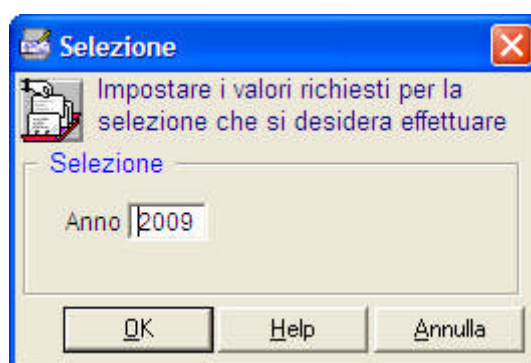 Selezione
Impostare i valori richiesti per la
selezione che si desidera effettuare
Selezione
Anno 2009
OK Help Annulla